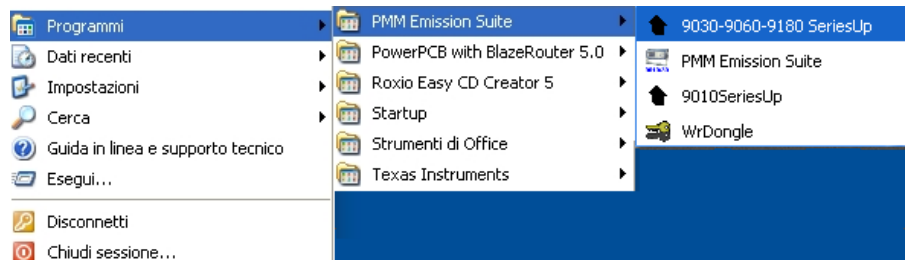 Programmi
Dati recenti
Impostazioni
Cerca
Guida in linea e supporto tecnico
Esegui...
Disconnetti
Chiudi sessione...
PMM Emission Suite
PowerPCB with BlazeRouter 5.0
Roxio Easy CD Creator 5
Startup
Strumenti di Office
Texas Instruments
9030-9060-9180 SeriesUp
PMM Emission Suite
9010SeriesUp
WrDongle